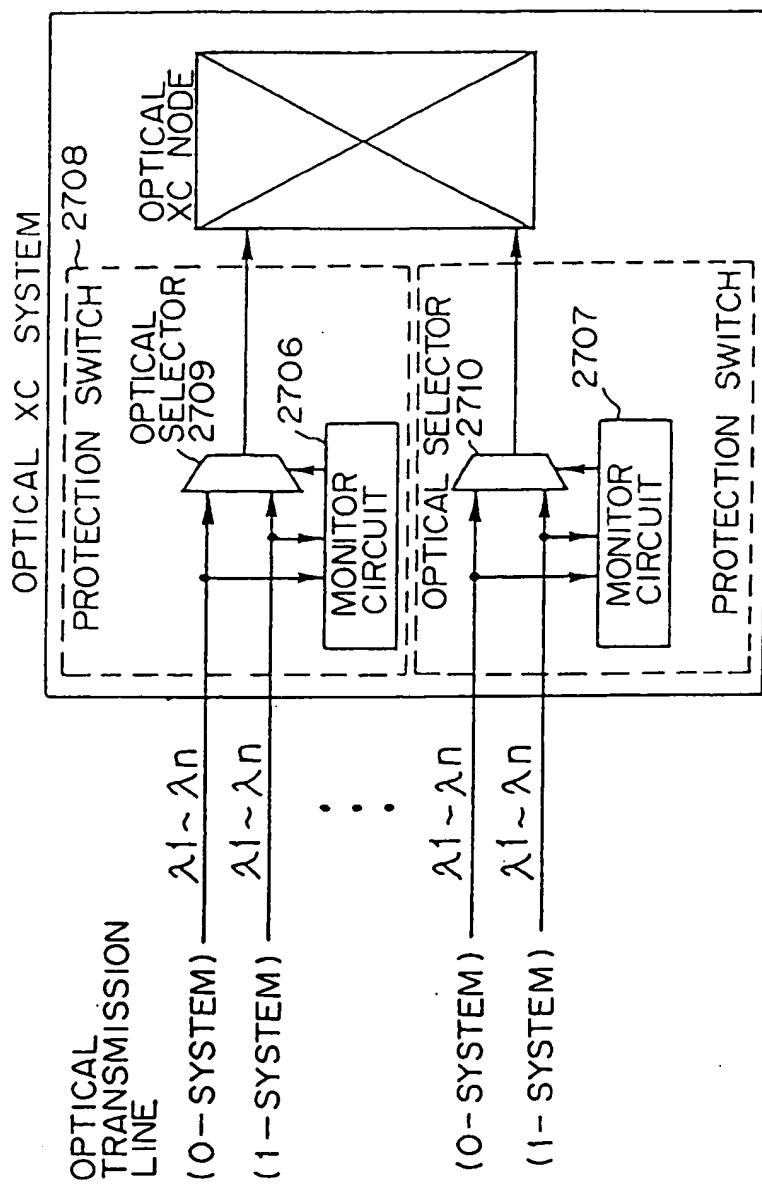 OPTICAL XC SYSTEM
PROTECTION SWITCH
2708
OPTICAL
XC NODE
OPTICAL
SELECTOR
2709
2706
MONITOR
CIRCUIT
OPTICAL
TRANSMISSION
LINE
(0-SYSTEM)
λ1~λn
(1-SYSTEM)
λ1~λn
OPTICAL SELECTOR
2710
2707
MONITOR
CIRCUIT
(0-SYSTEM)
λ1~λn
(1-SYSTEM)
λ1~λn
PROTECTION SWITCH